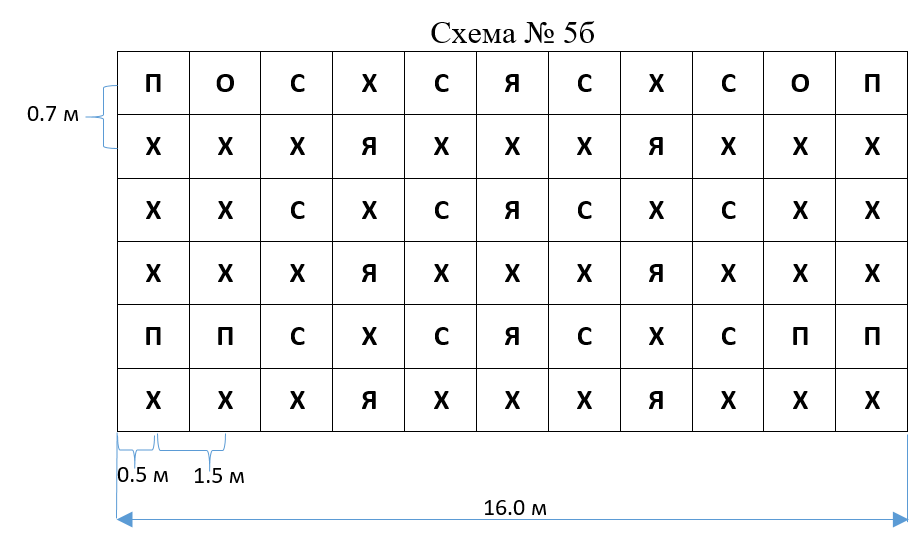 Схема № 5б
П О С Х С Я С Х С О П
0.7 м
Х Х Х Я Х Х Х Я Х Х Х
Х Х С Х С Я С Х С Х Х
Х Х Х Я Х Х Х Я Х Х Х
П П С Х С Я С Х С П П
Х Х Х Я Х Х Х Я Х Х Х
0.5 м 1.5 м
16.0 м